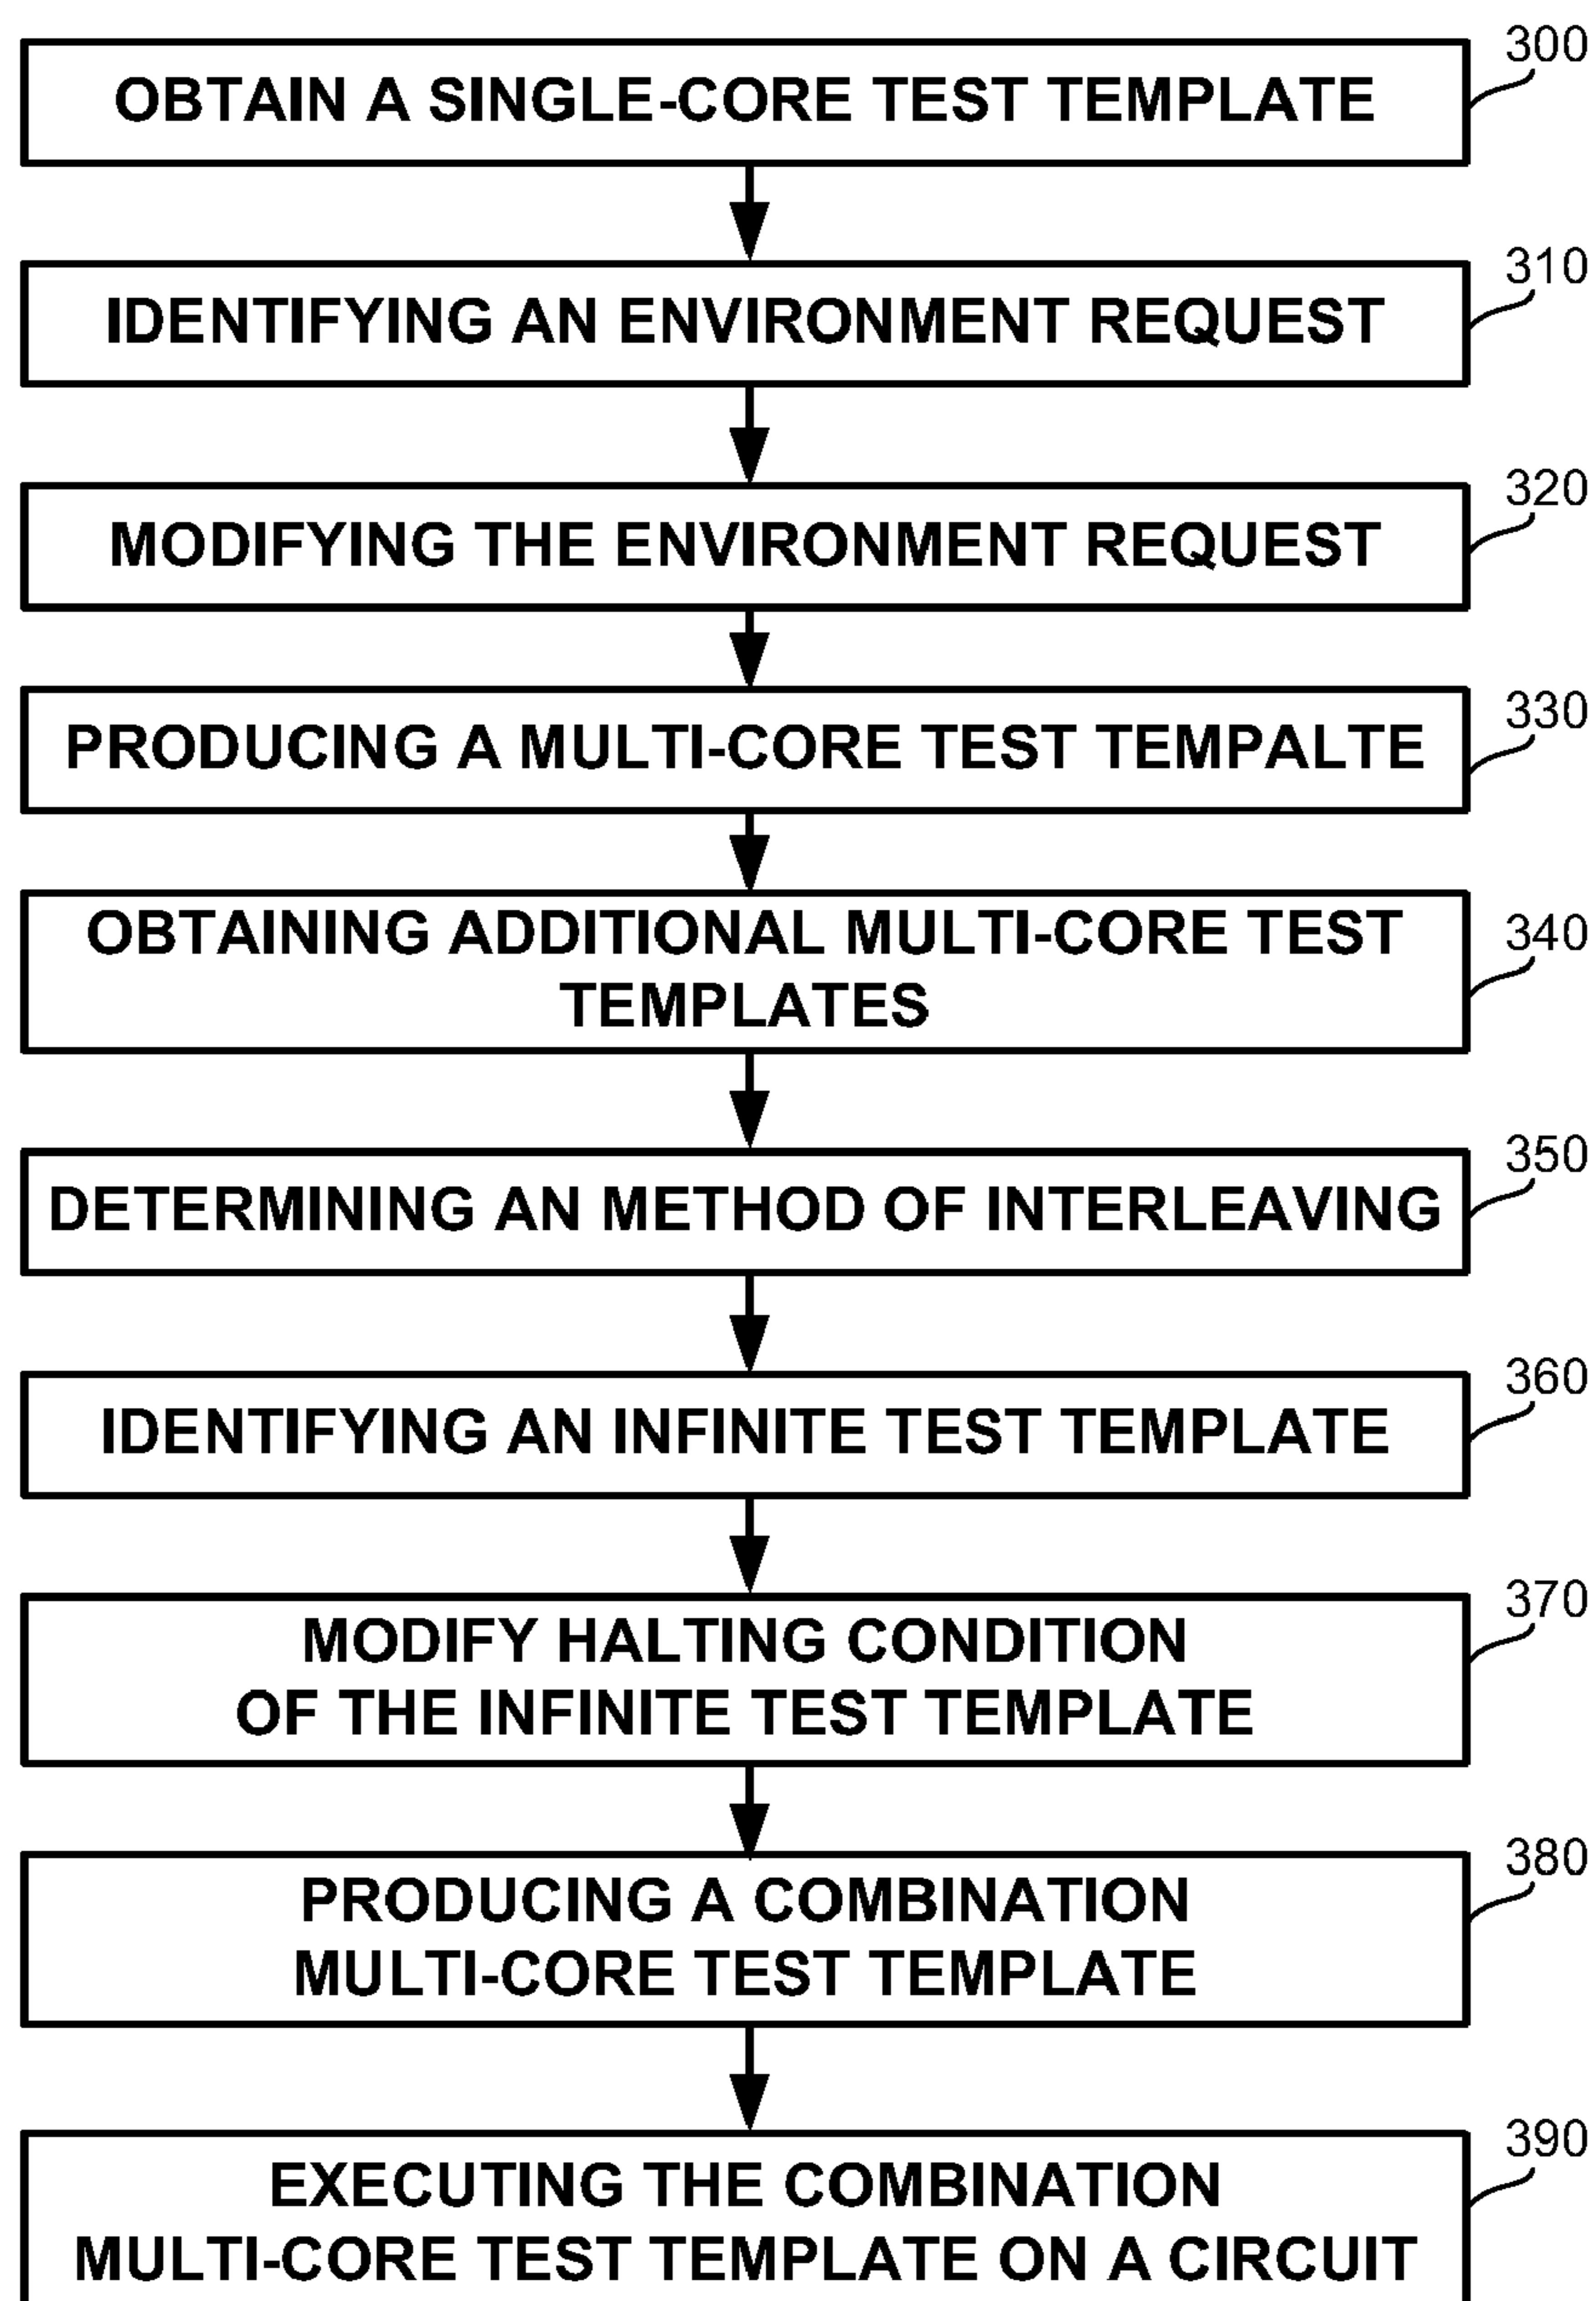 300
OBTAIN A SINGLE-CORE TEST TEMPLATE
310
IDENTIFYING AN ENVIRONMENT REQUEST
320
MODIFYING THE ENVIRONMENT REQUEST
330
PRODUCING A MULTI-CORE TEST TEMPALTE
340
OBTAINING ADDITIONAL MULTI-CORE TEST
TEMPLATES
350
DETERMINING AN METHOD OF INTERLEAVING
360
IDENTIFYING AN INFINITE TEST TEMPLATE
370
MODIFY HALTING CONDITION
OF THE INFINITE TEST TEMPLATE
380
PRODUCING A COMBINATION
MULTI-CORE TEST TEMPLATE
390
EXECUTING THE COMBINATION
MULTI-CORE TEST TEMPLATE ON A CIRCUIT